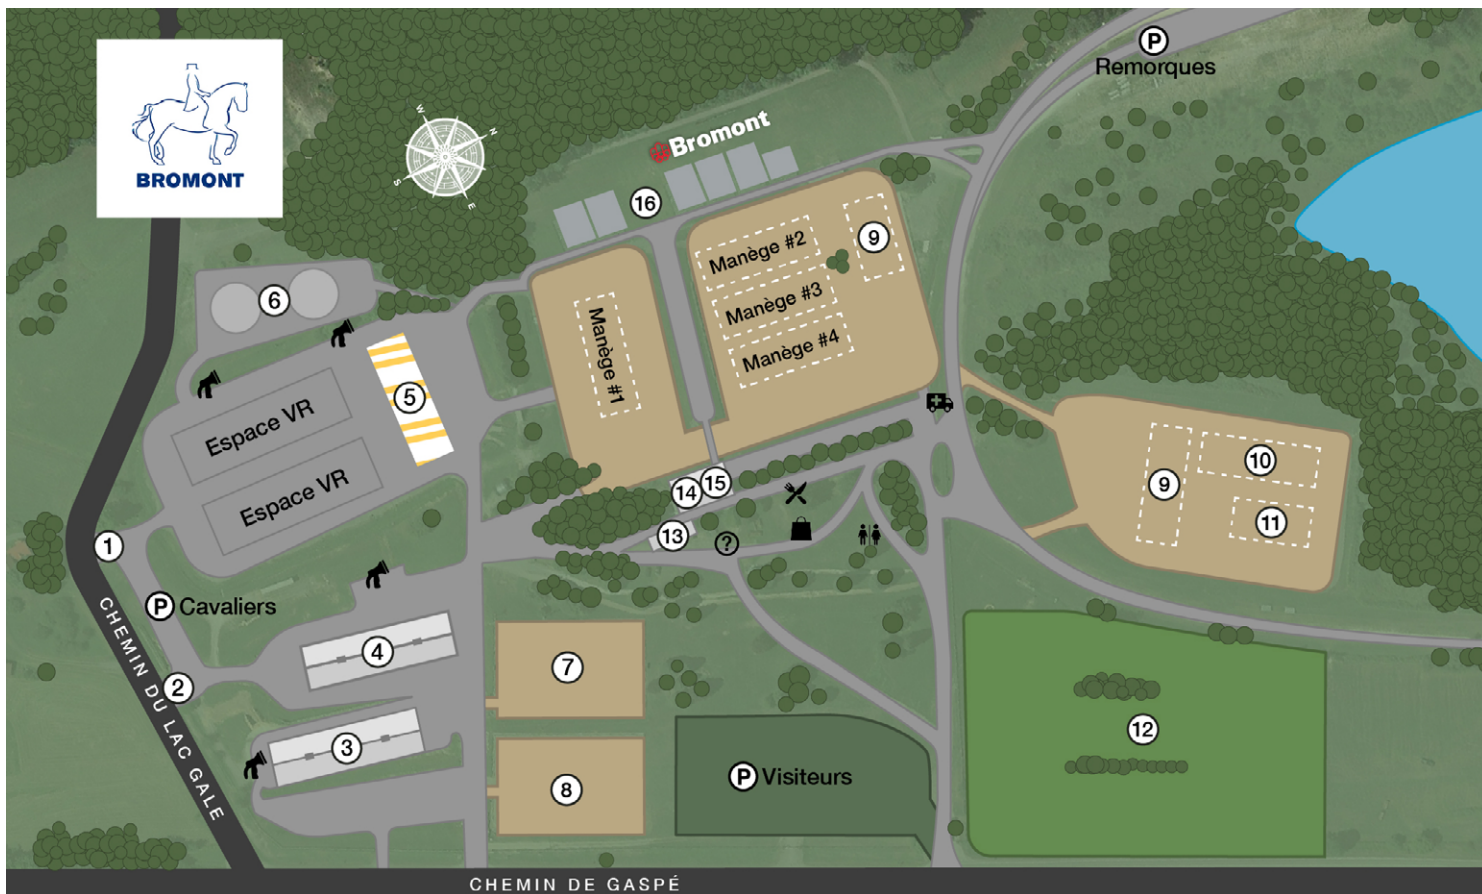 BROMONT
W
N
S
E
Bromont
P
Remorques
16
Manège #2
9
Manège #3
Manège #4
Manège #1
6
5
Espace VR
Espace VR
10
9
11
15
14
13
?
1
P Cavaliers
CHEMIN DU LAC GALE
2
4
3
7
8
P Visiteurs
12
CHEMIN DE GASPÉ